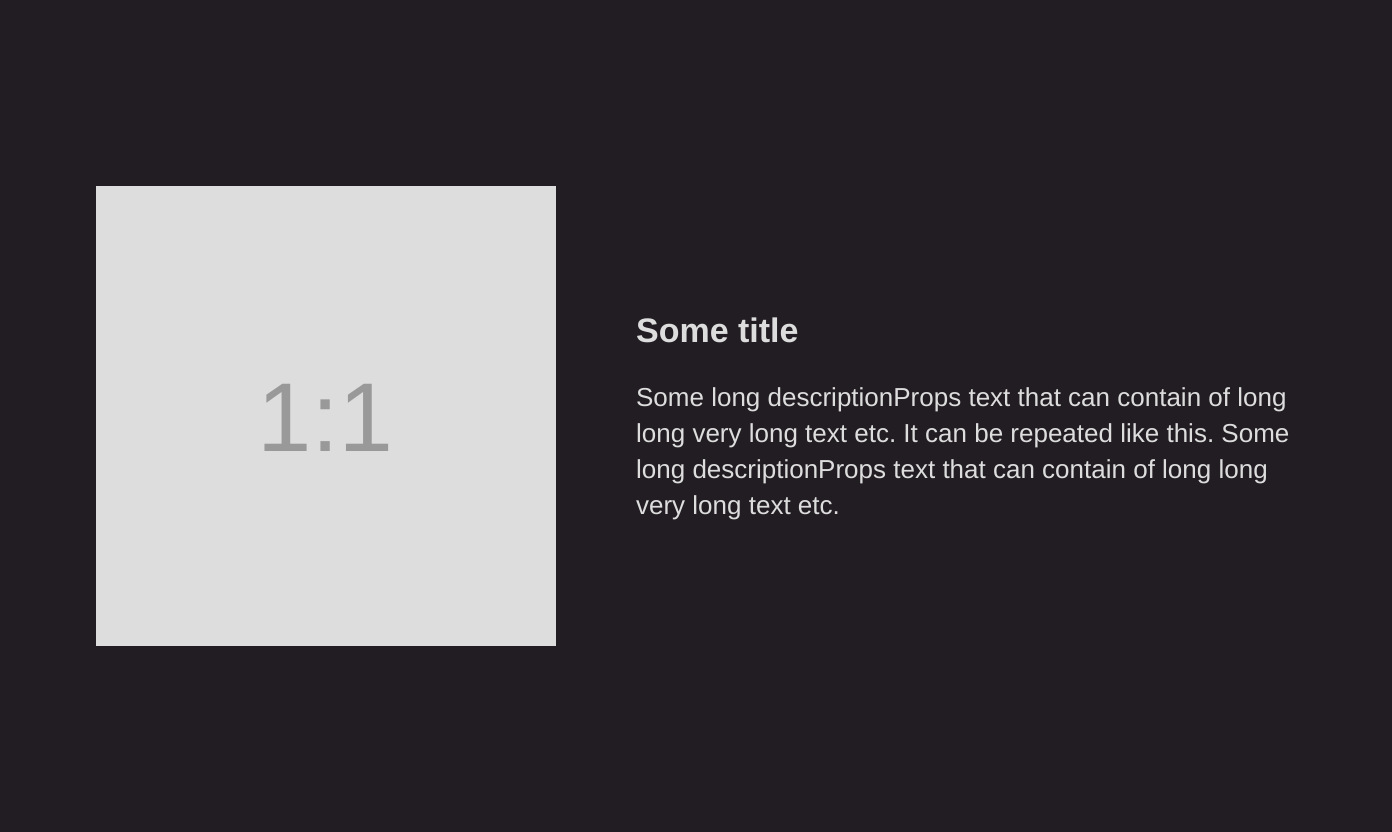 1:1
Some title
Some long descriptionProps text that can contain of long
long very long text etc. It can be repeated like this. Some
long descriptionProps text that can contain of long long
very long text etc.